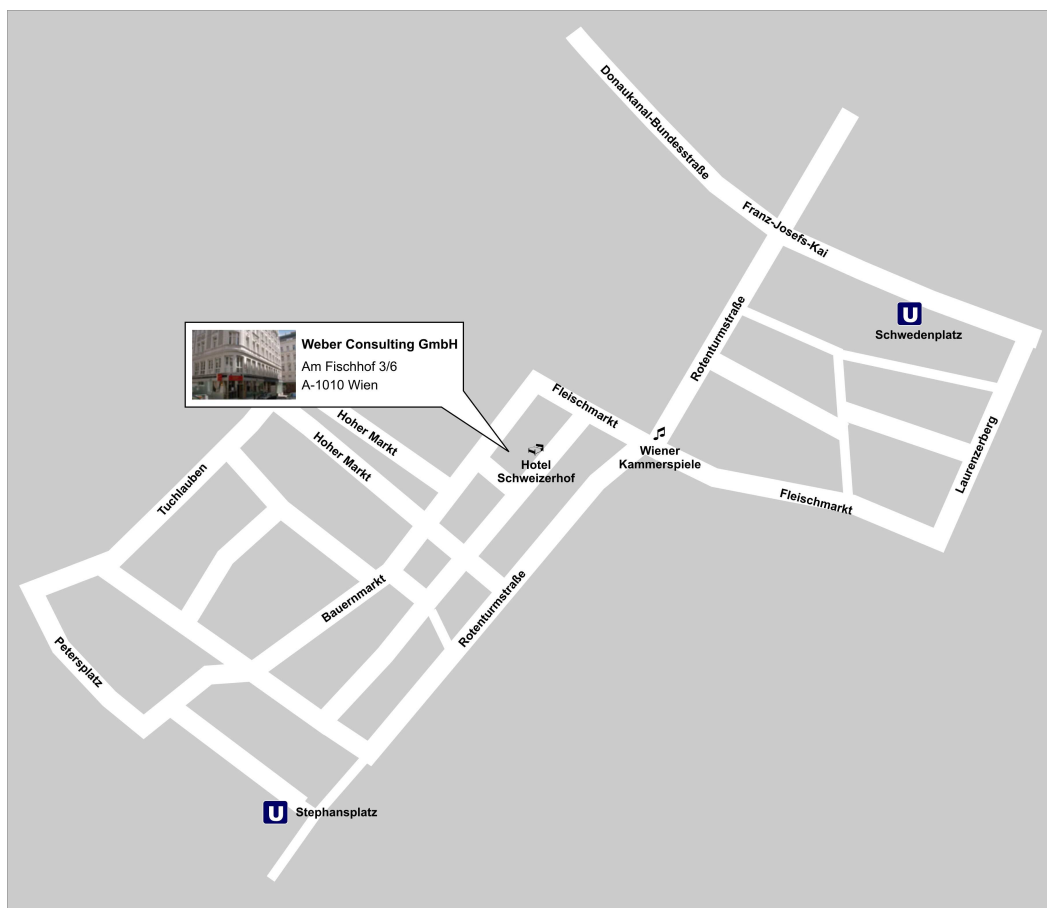 Donaukanal-Bundesstraße
Franz-Josefs-Kai
U
Schwedenplatz
Rotenturmstraße
Weber Consulting GmbH
Am Fischhof 3/6
A-1010 Wien
Fleischmarkt
Hoher Markt
Hoher Markt
Wiener
Kammerspiele
Hotel
Schweizerhof
Laurenzerberg
Tuchlauben
Fleischmarkt
Bauernmarkt
Rotenturmstraße
Petersplatz
U
Stephansplatz